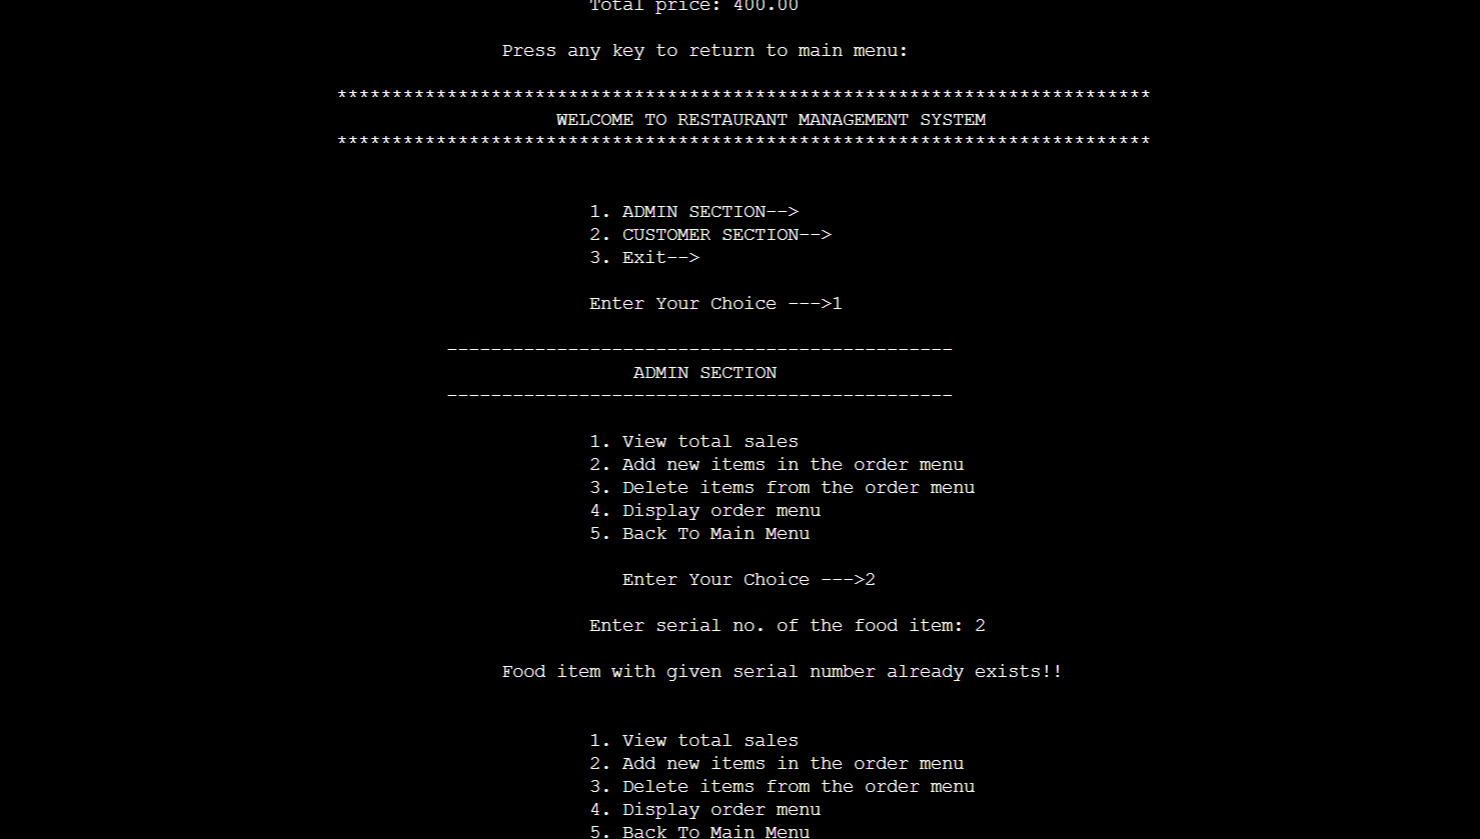 Total price: 400.00
Press any key to return to main menu:
**************************************************************************
WELCOME TO RESTAURANT MANAGEMENT SYSTEM
**************************************************************************
1. ADMIN SECTION-->
2. CUSTOMER SECTION-->
3. Exit-->
Enter Your Choice --->1
----------------------------------------------
ADMIN SECTION
----------------------------------------------
1. View total sales
2. Add new items in the order menu
3. Delete items from the order menu
4. Display order menu
5. Back To Main Menu
Enter Your Choice --->2
Enter serial no. of the food item: 2
Food item with given serial number already exists!!
1. View total sales
2. Add new items in the order menu
3. Delete items from the order menu
4. Display order menu
5. Back To Main Menu